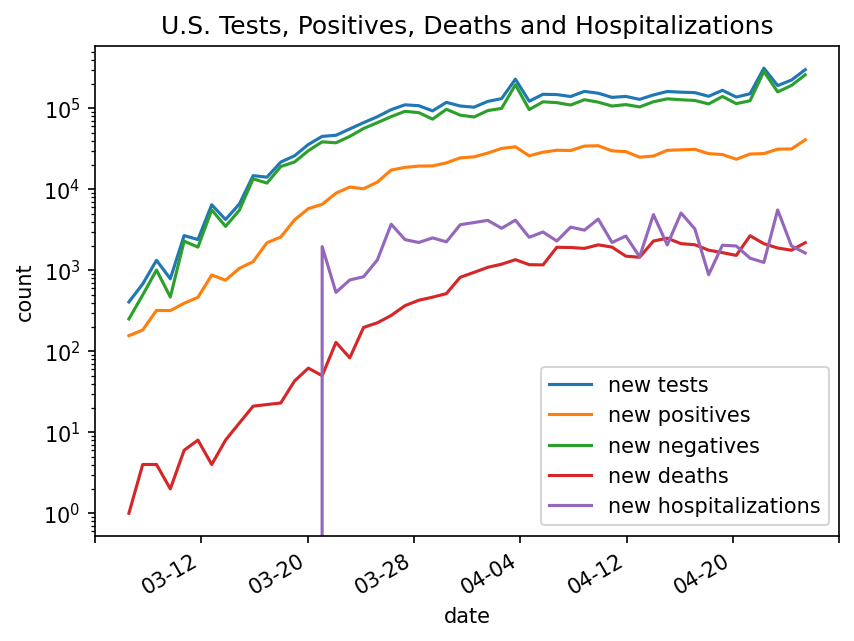 U.S. Tests, Positives, Deaths and Hospitalizations
10^5
10^4
10^3
10^2
10^1
10^0
count
new tests
new positives
new negatives
new deaths
new hospitalizations
03-12
03-20
03-28
04-04
04-12
04-20
date